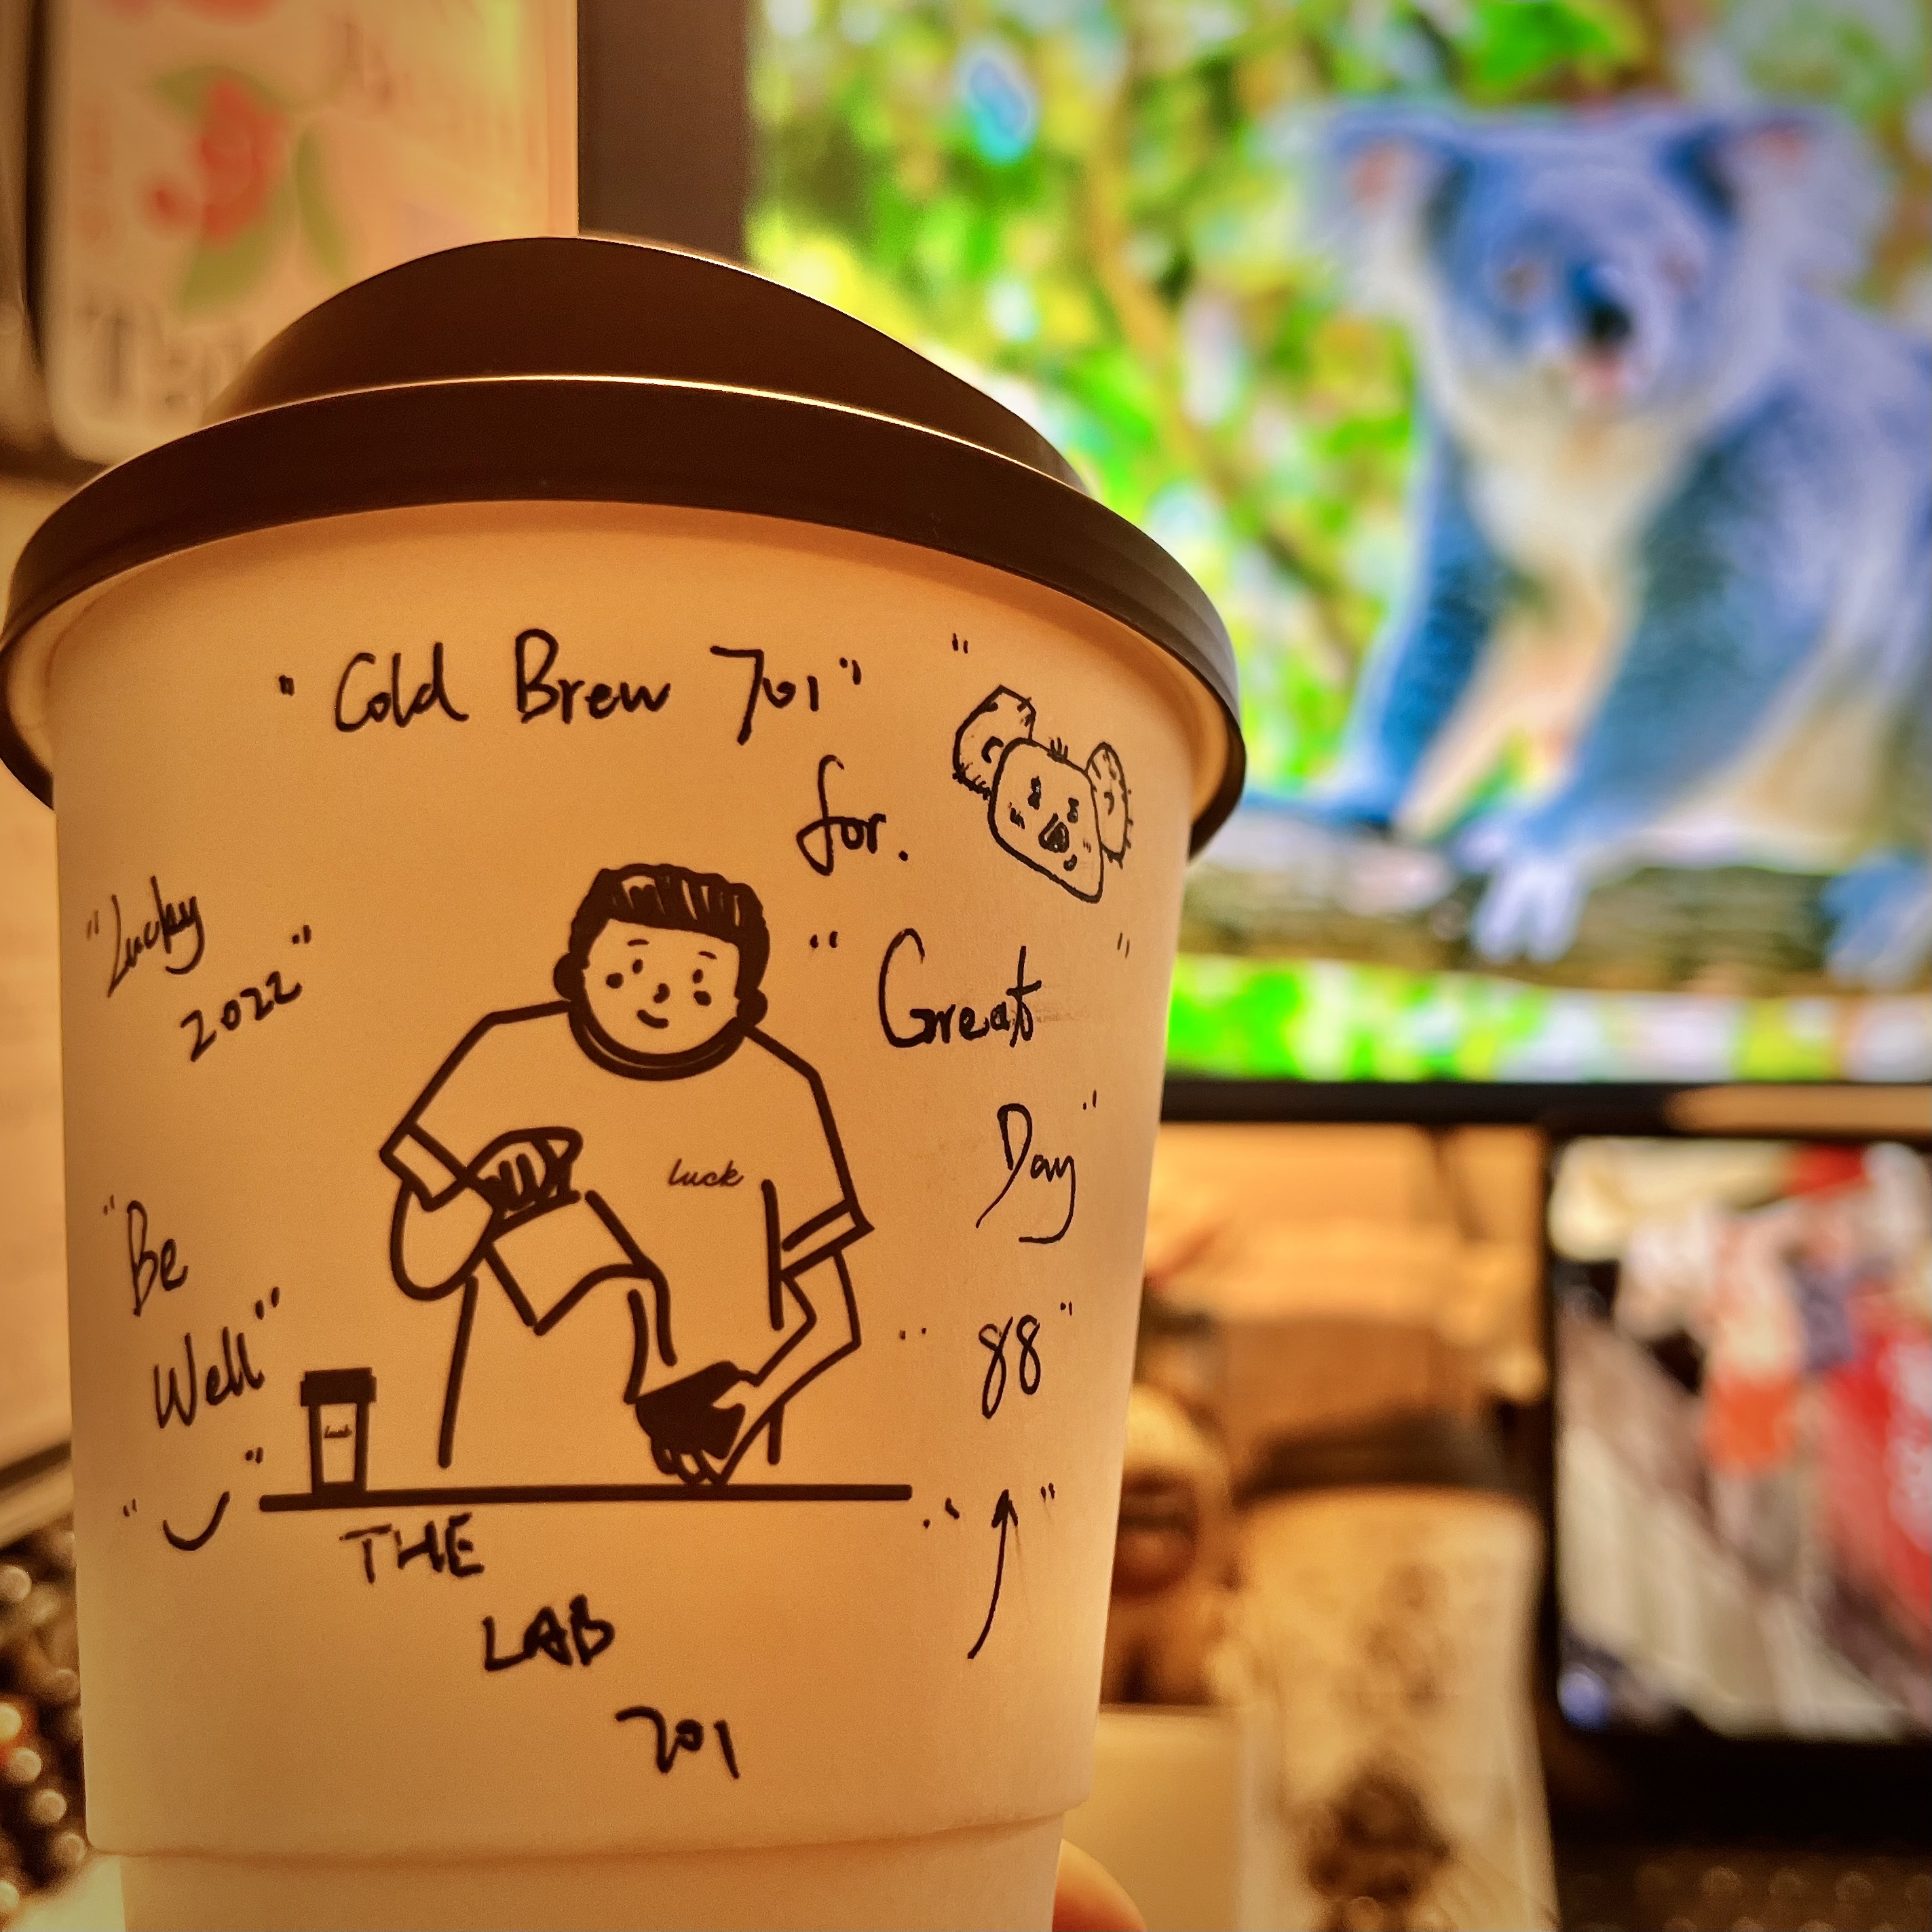 "Cold Brew 701"
for.
"Lucky
2022"
"Great"
Day"
luck
"Be
Well"
"88"
luck
THE
LAB
701